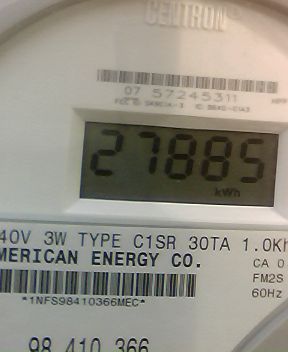 CENTRON®
07 57245311
27885
kWh
40V 3W TYPE C1SR 30TA 1.0Kh
MERICAN ENERGY CO.
CA 0
FM2S
*1NFS98410366MEC*
60Hz
98 410 366